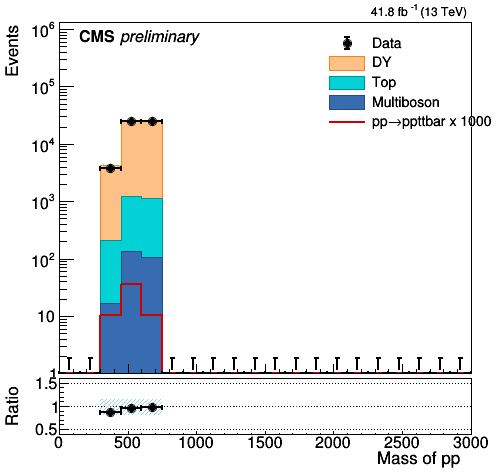 41.8 fb⁻¹ (13 TeV)
CMS preliminary
Events
10⁶
10⁵
10⁴
10³
10²
10
1
Data
DY
Top
Multiboson
pp→ppttbar x 1000
Ratio
1.5
1
0.5
0 500 1000 1500 2000 2500 3000
Mass of pp